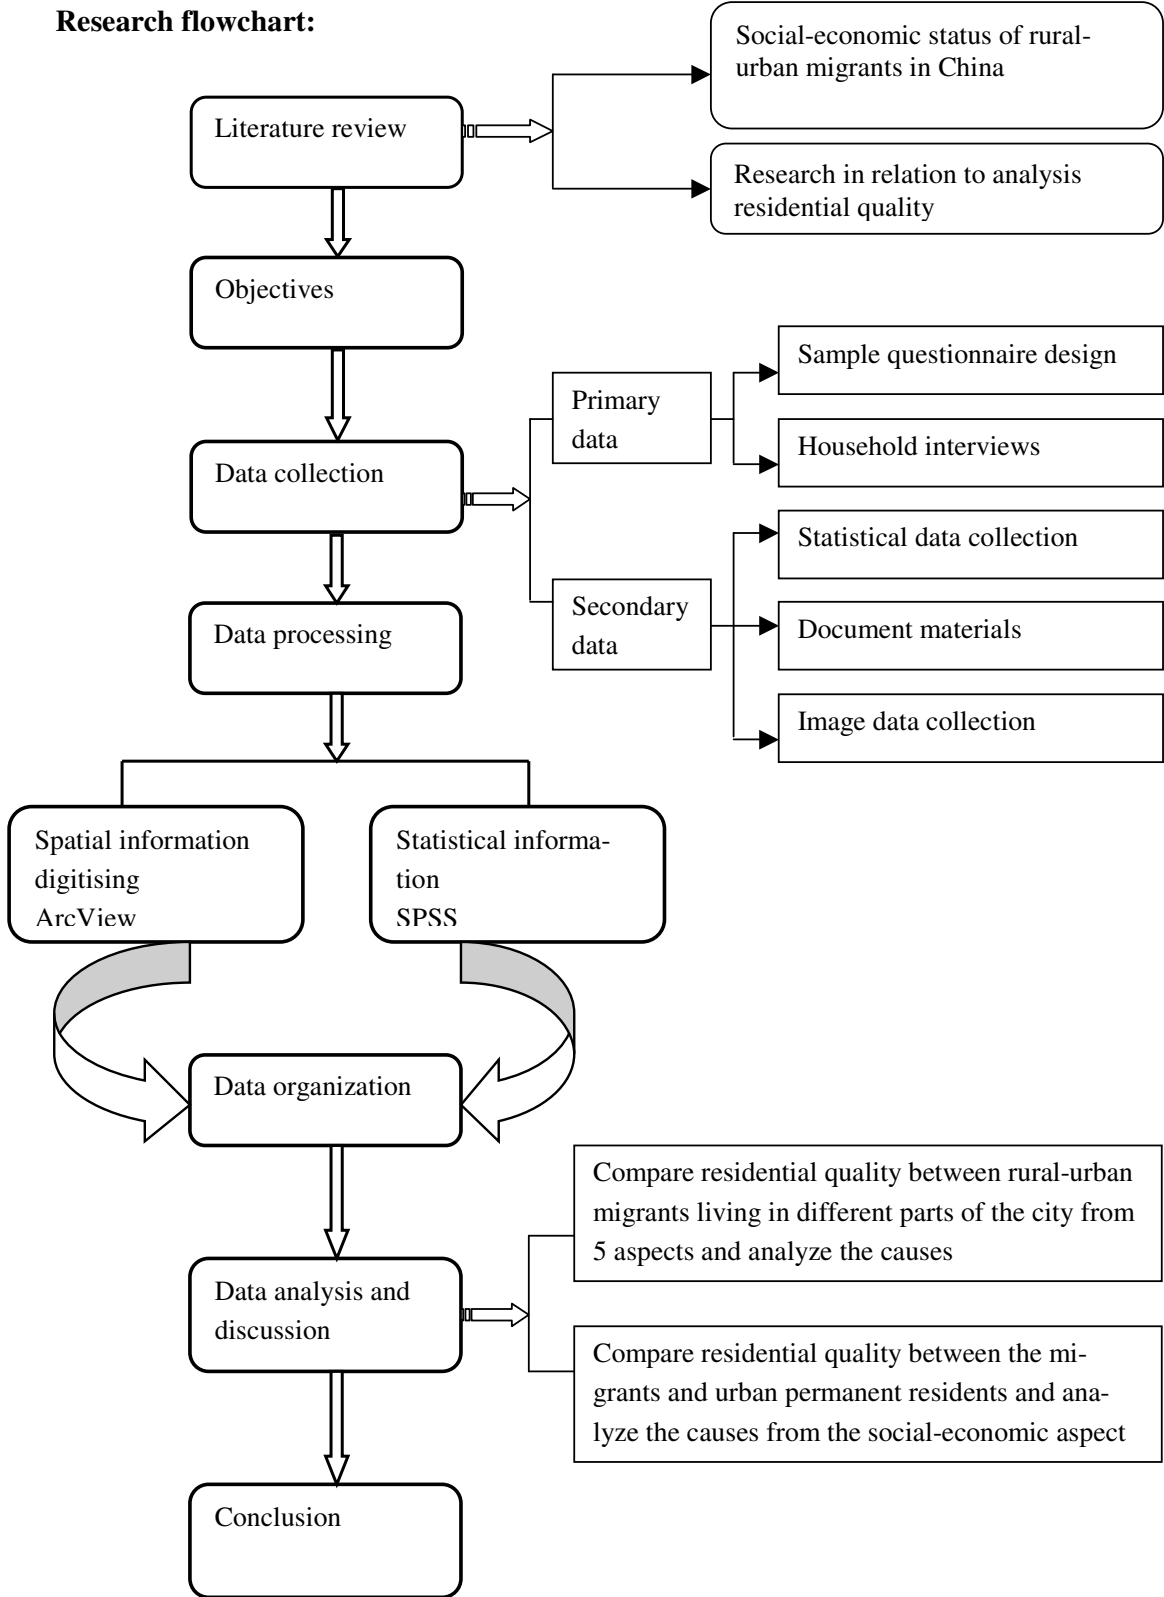 Research flowchart:
Social-economic status of rural-
urban migrants in China
Literature review
Research in relation to analysis
residential quality
Objectives
Sample questionnaire design
Primary
data
Household interviews
Data collection
Statistical data collection
Secondary
data
Document materials
Data processing
Image data collection
Spatial information
digitising
ArcView
Statistical informa-
tion
SPSS
Data organization
Compare residential quality between rural-urban
migrants living in different parts of the city from
5 aspects and analyze the causes
Data analysis and
discussion
Compare residential quality between the mi-
grants and urban permanent residents and ana-
lyze the causes from the social-economic aspect
Conclusion